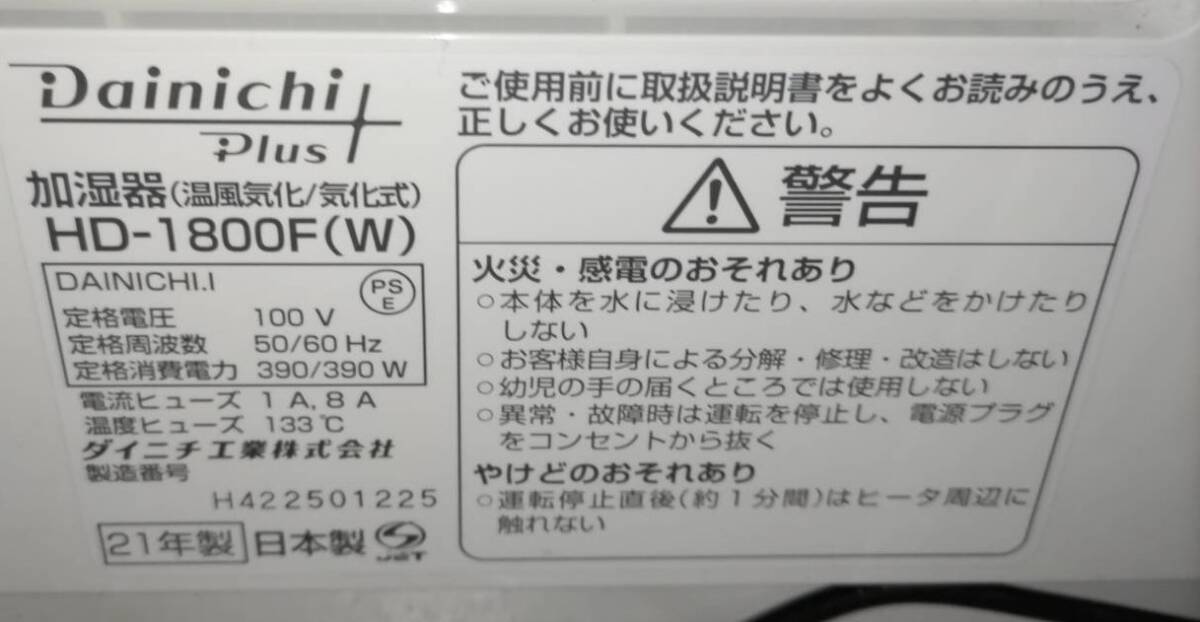 Dainichi
Plus
加湿器(温風気化/気化式)
HD-1800F(W)
DAINICHI.I
PS
E
定格電圧 100 V
定格周波数 50/60 Hz
定格消費電力 390/390 W
電流ヒューズ 1 A, 8 A
温度ヒューズ 133 ℃
ダイニチ工業株式会社
製造番号
H422501225
21年製 日本製 JET
ご使用前に取扱説明書をよくお読みのうえ、
正しくお使いください。
警告
火災・感電のおそれあり
○本体を水に浸けたり、水などをかけたり
しない
○お客様自身による分解・修理・改造はしない
○幼児の手の届くところでは使用しない
○異常・故障時は運転を停止し、電源プラグ
をコンセントから抜く
やけどのおそれあり
○運転停止直後(約1分間)はヒータ周辺に
触れない